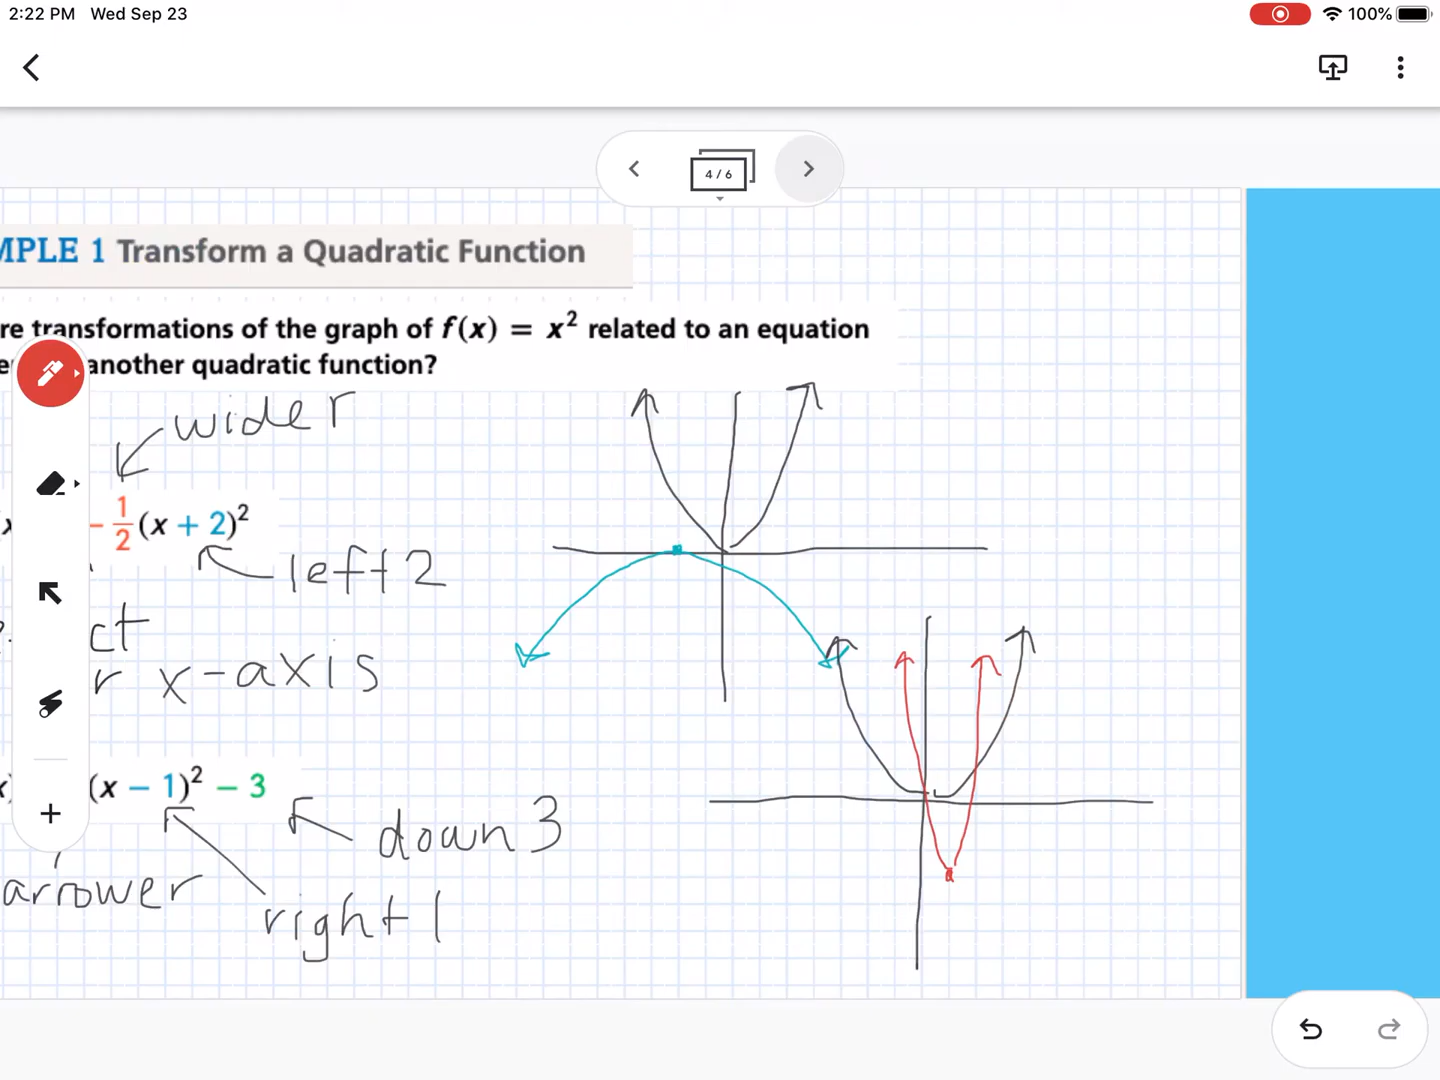 2:22 PM Wed Sep 23
100%
4 / 6
MPLE 1 Transform a Quadratic Function
re transformations of the graph of f(x) = x² related to an equation
another quadratic function?
wider
- 1/2 (x + 2)²
left 2
ct
r x-axis
(x - 1)² - 3
down 3
arrower
right 1